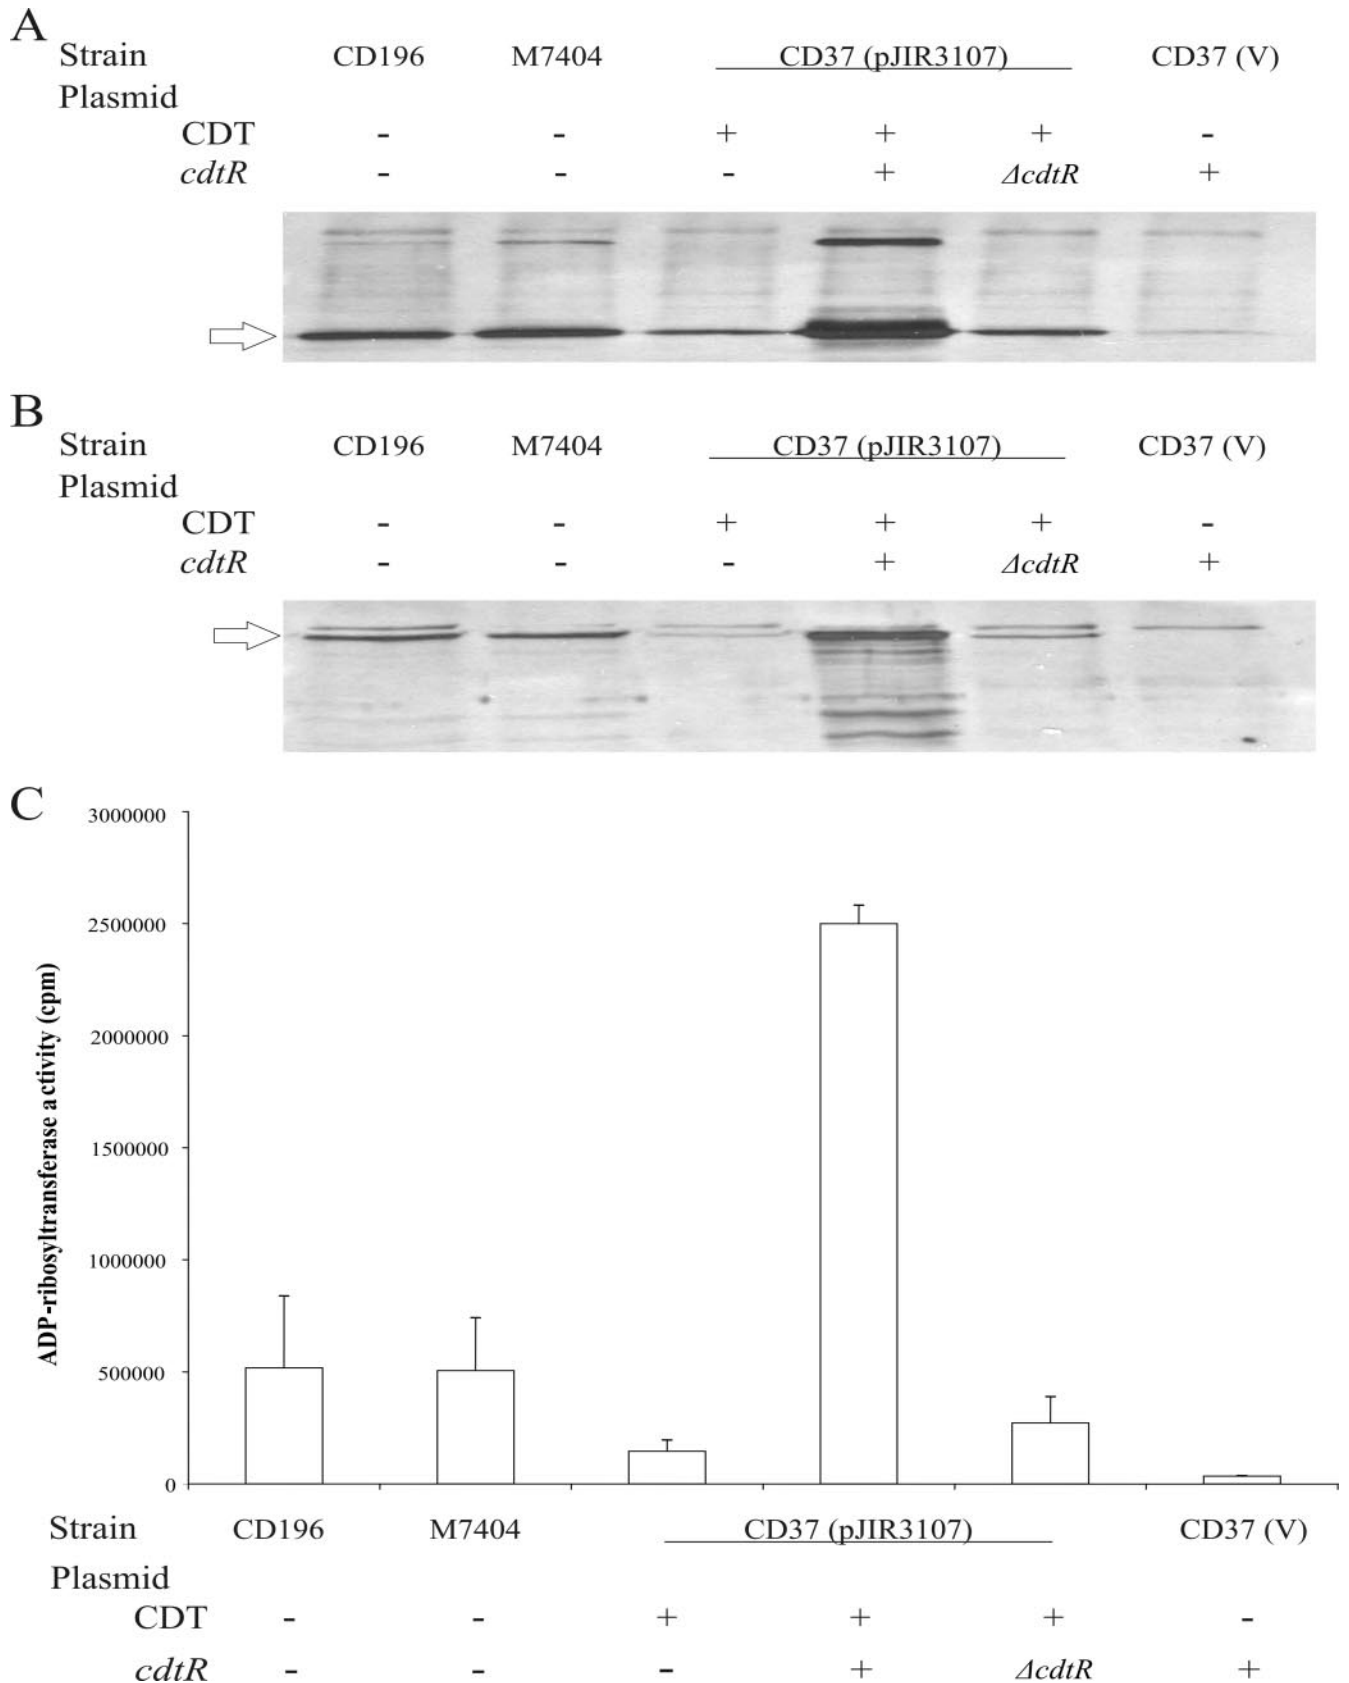 A
Strain CD196 M7404 CD37 (pJIR3107) CD37 (V)
Plasmid
CDT - - + + + -
cdtR - - - + ΔcdtR +
B
Strain CD196 M7404 CD37 (pJIR3107) CD37 (V)
Plasmid
CDT - - + + + -
cdtR - - - + ΔcdtR +
C
ADP-ribosyltransferase activity (cpm)
3000000
2500000
2000000
1500000
1000000
500000
0
Strain CD196 M7404 CD37 (pJIR3107) CD37 (V)
Plasmid
CDT - - + + + -
cdtR - - - + ΔcdtR +